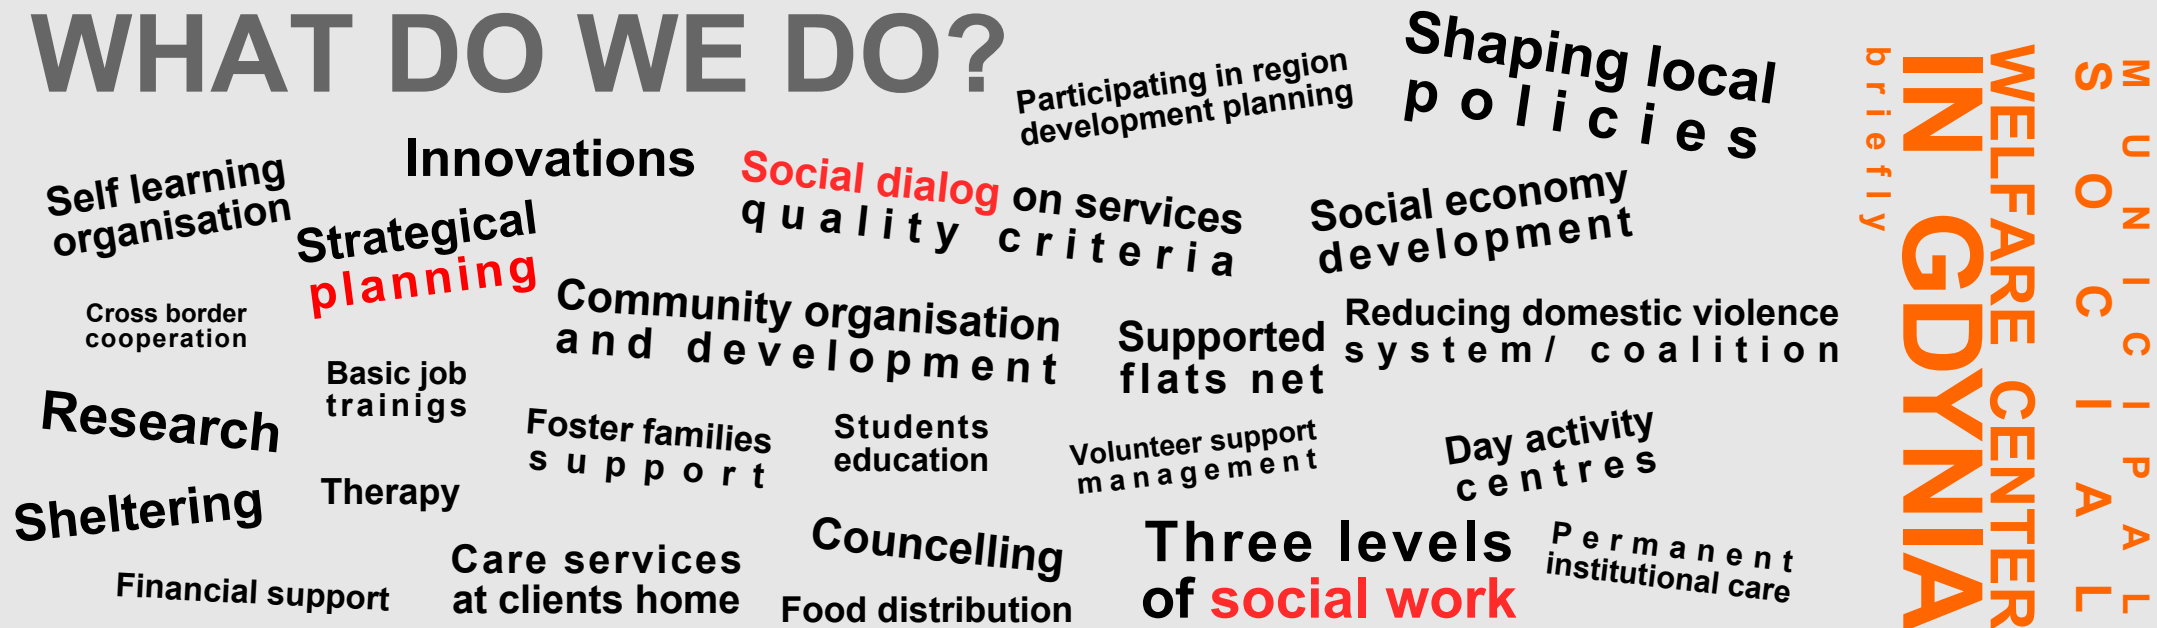 WHAT DO WE DO?
Participating in region
development planning
Shaping local
policies
Innovations
Self learning
organisation
Strategical
planning
Social dialog on services
quality criteria
Social economy
development
Cross border
cooperation
Community organisation
and development
Supported
flats net
Reducing domestic violence
system/ coalition
Basic job
trainigs
Research
Foster families
support
Students
education
Volunteer support
management
Day activity
centres
Sheltering
Therapy
Financial support
Care services
at clients home
Councelling
Food distribution
Three levels
of social work
Permanent
institutional care
MUNICIPAL
SOCIAL
WELFARE CENTER
IN GDYNIA
briefly